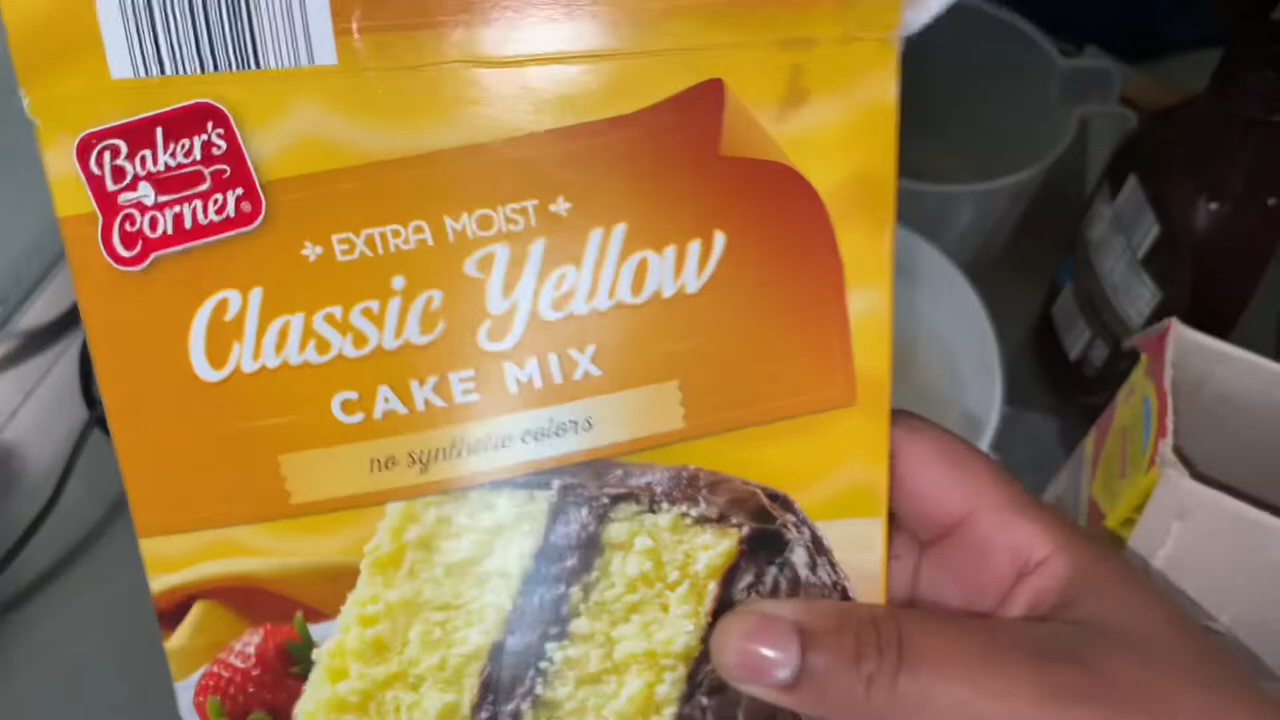 Baker's
Corner
EXTRA MOIST
Classic Yellow
CAKE MIX
no synthetic colors